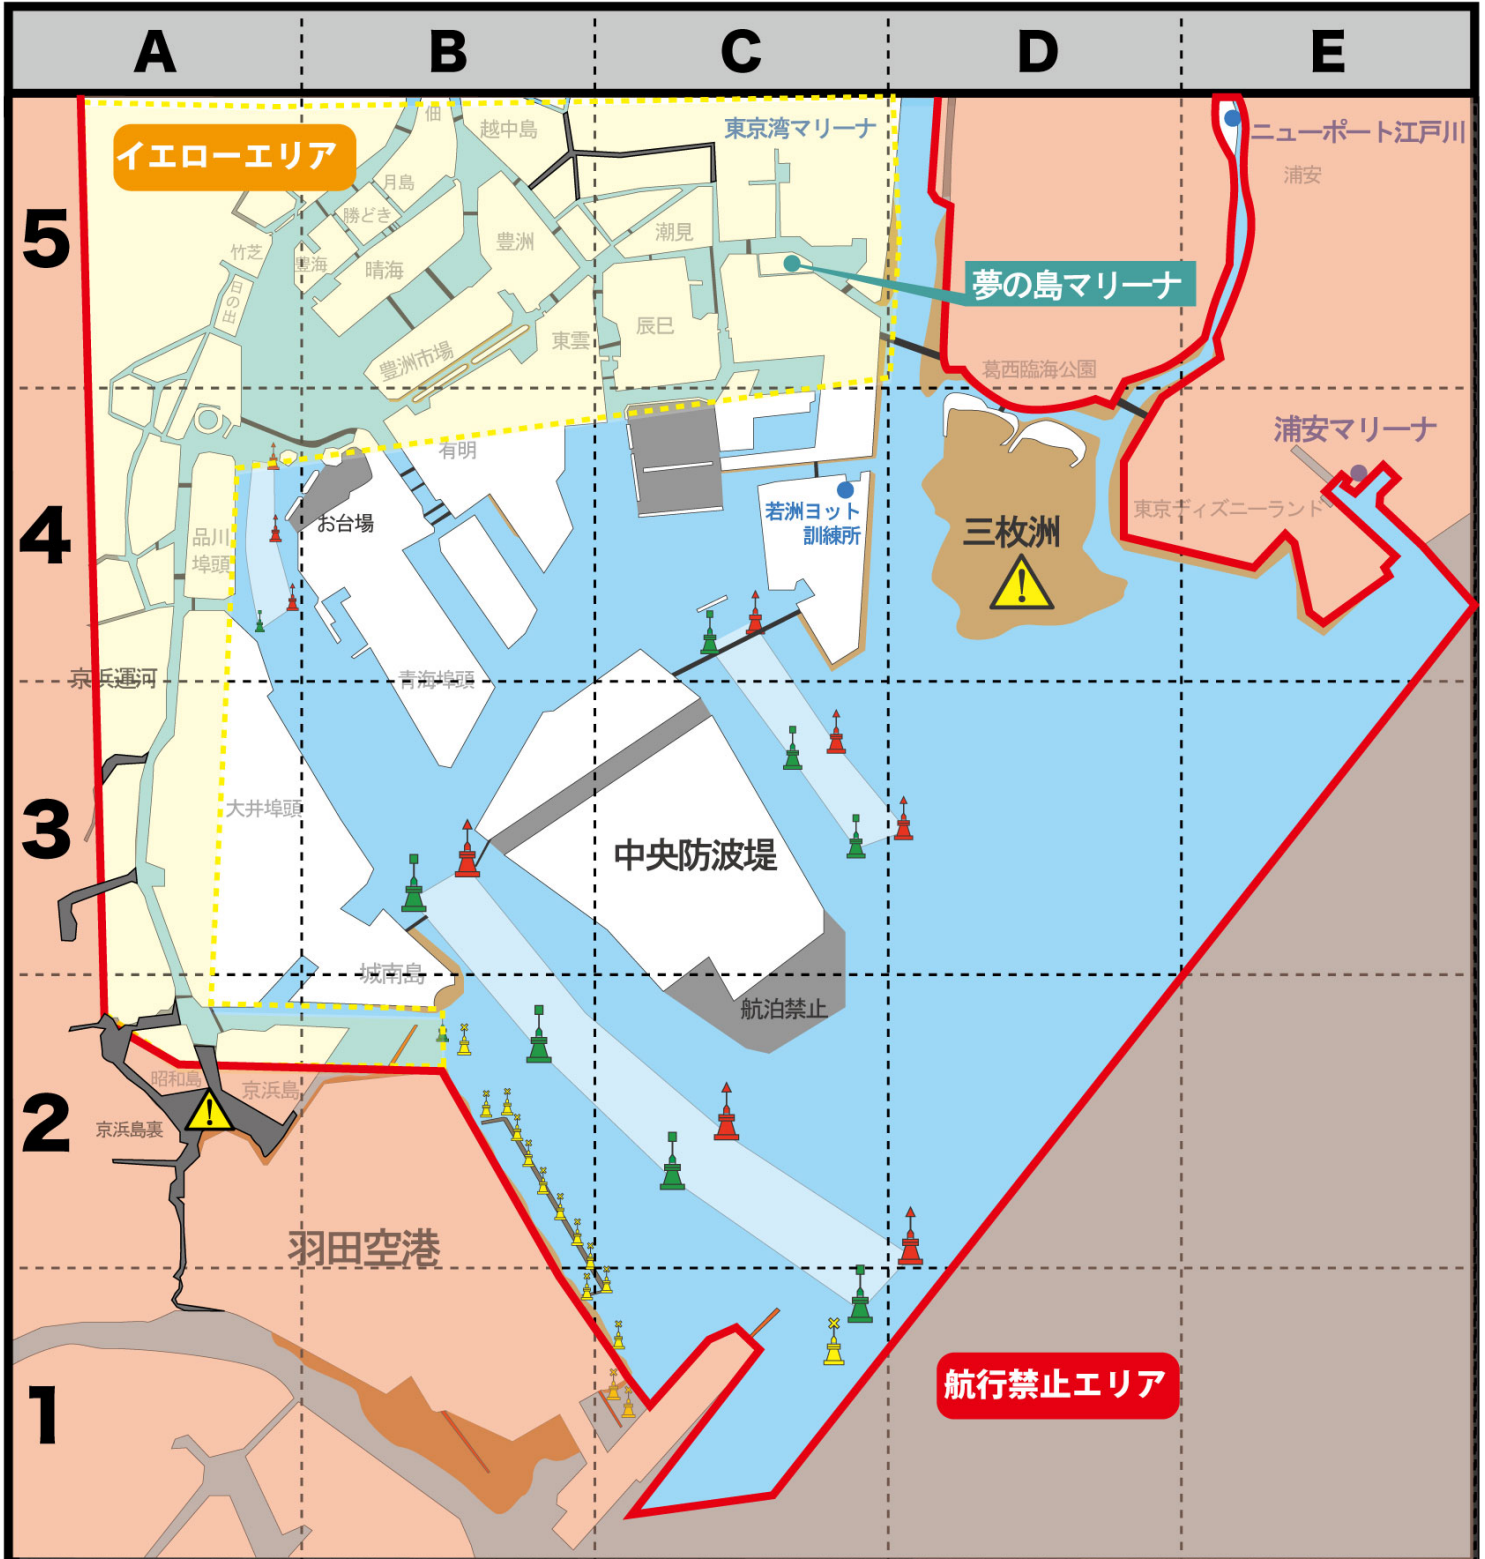 A
B
C
D
E
5
4
3
2
1
イエローエリア
佃
越中島
東京湾マリーナ
ニューポート江戸川
浦安
月島
勝どき
竹芝
豊海
晴海
豊洲
潮見
日の出
夢の島マリーナ
豊洲市場
東雲
辰巳
葛西臨海公園
有明
お台場
品川
埠頭
若洲ヨット
訓練所
三枚洲
浦安マリーナ
東京ディズニーランド
京浜運河
青海埠頭
大井埠頭
中央防波堤
城南島
航泊禁止
昭和島
京浜島
京浜島裏
羽田空港
航行禁止エリア